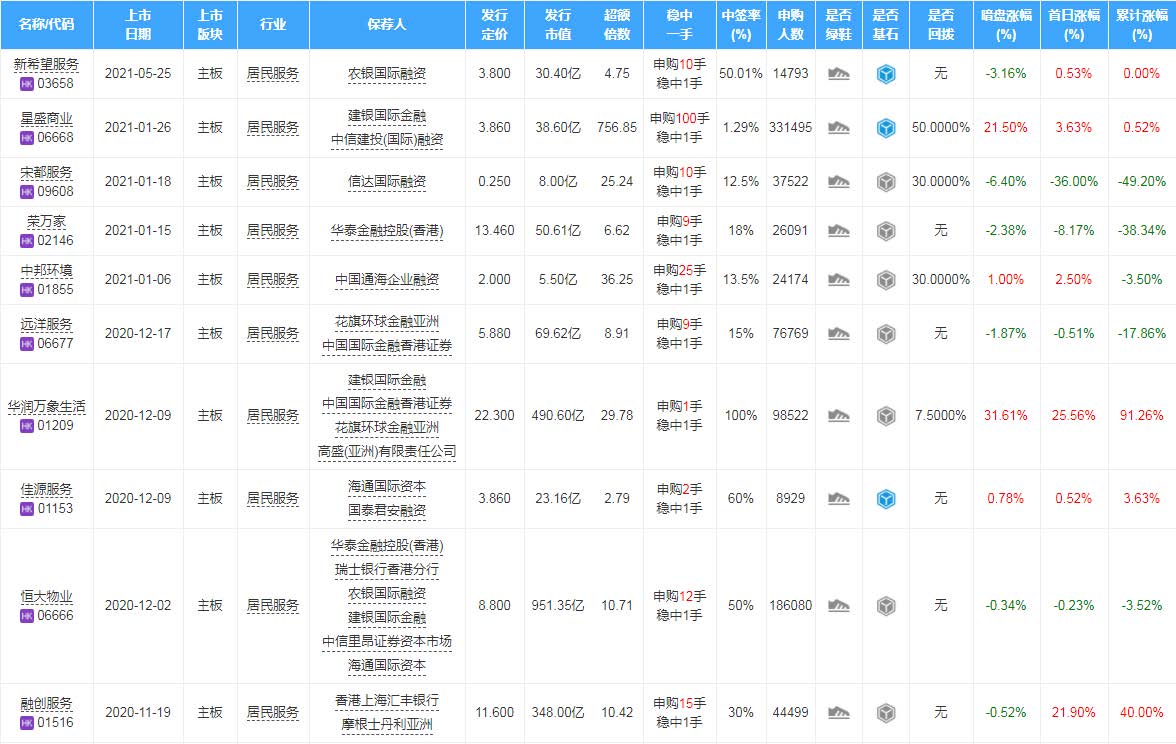 名称/代码 上市日期 上市版块 行业 保荐人 发行定价 发行市值 超额倍数 稳中一手 中签率(%) 申购人数 是否绿鞋 是否基石 是否回拨 暗盘涨幅(%) 首日涨幅(%) 累计涨幅(%)
新希望服务 HK 03658 2021-05-25 主板 居民服务 农银国际融资 3.800 30.40亿 4.75 申购10手稳中1手 50.01% 14793 无 -3.16% 0.53% 0.00%
星盛商业 HK 06668 2021-01-26 主板 居民服务 建银国际金融 中信建投(国际)融资 3.860 38.60亿 756.85 申购100手稳中1手 1.29% 331495 50.0000% 21.50% 3.63% 0.52%
宋都服务 HK 09608 2021-01-18 主板 居民服务 信达国际融资 0.250 8.00亿 25.24 申购10手稳中1手 12.5% 37522 30.0000% -6.40% -36.00% -49.20%
荣万家 HK 02146 2021-01-15 主板 居民服务 华泰金融控股(香港) 13.460 50.61亿 6.62 申购9手稳中1手 18% 26091 无 -2.38% -8.17% -38.34%
中邦环境 HK 01855 2021-01-06 主板 居民服务 中国通海企业融资 2.000 5.50亿 36.25 申购25手稳中1手 13.5% 24174 30.0000% 1.00% 2.50% -3.50%
远洋服务 HK 06677 2020-12-17 主板 居民服务 花旗环球金融亚洲 中国国际金融香港证券 5.880 69.62亿 8.91 申购9手稳中1手 15% 76769 无 -1.87% -0.51% -17.86%
华润万象生活 HK 01209 2020-12-09 主板 居民服务 建银国际金融 中国国际金融香港证券 花旗环球金融亚洲 高盛(亚洲)有限责任公司 22.300 490.60亿 29.78 申购1手稳中1手 100% 98522 7.5000% 31.61% 25.56% 91.26%
佳源服务 HK 01153 2020-12-09 主板 居民服务 海通国际资本 国泰君安融资 3.860 23.16亿 2.79 申购2手稳中1手 60% 8929 无 0.78% 0.52% 3.63%
恒大物业 HK 06666 2020-12-02 主板 居民服务 华泰金融控股(香港) 瑞士银行香港分行 农银国际融资 建银国际金融 中信里昂证券资本市场 海通国际资本 8.800 951.35亿 10.71 申购12手稳中1手 50% 186080 无 -0.34% -0.23% -3.52%
融创服务 HK 01516 2020-11-19 主板 居民服务 香港上海汇丰银行 摩根士丹利亚洲 11.600 348.00亿 10.42 申购15手稳中1手 30% 44499 无 -0.52% 21.90% 40.00%